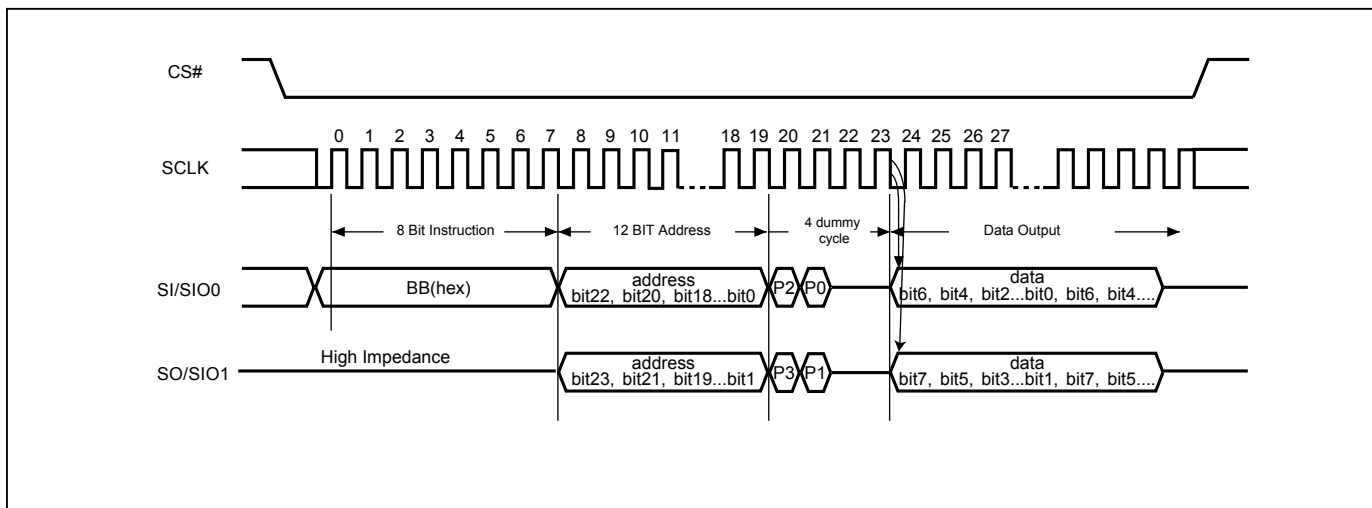 CS#
0 1 2 3 4 5 6 7 8 9 10 11 18 19 20 21 22 23 24 25 26 27
SCLK
8 Bit Instruction 12 BIT Address 4 dummy cycle Data Output
SI/SIO0 BB(hex) address
bit22, bit20, bit18...bit0 P2 P0 data
bit6, bit4, bit2...bit0, bit6, bit4....
High Impedance
SO/SIO1 address
bit23, bit21, bit19...bit1 P3 P1 data
bit7, bit5, bit3...bit1, bit7, bit5....